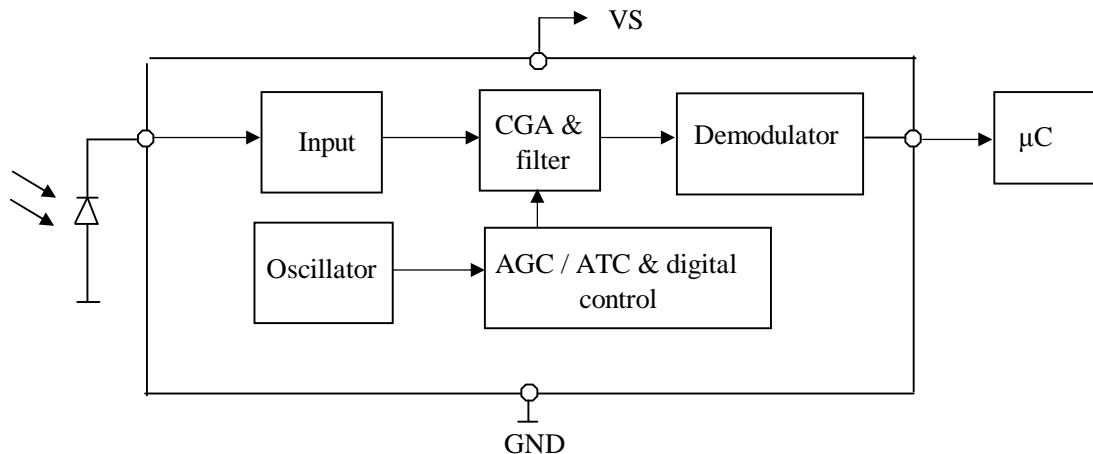 VS
Input
CGA &
filter
Demodulator
μC
Oscillator
AGC / ATC & digital
control
GND